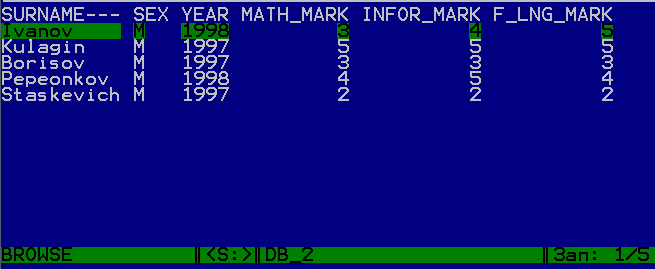 SURNAME--- SEX YEAR MATH_MARK INFOR_MARK F_LNG_MARK
Ivanov M 1998 3 4 5
Kulagin M 1997 5 5 5
Borisov M 1997 3 3 3
Pepeonkov M 1998 4 5 4
Staskevich M 1997 2 2 2
BROWSE ║<S:>║DB_2 ║Зап: 1/5